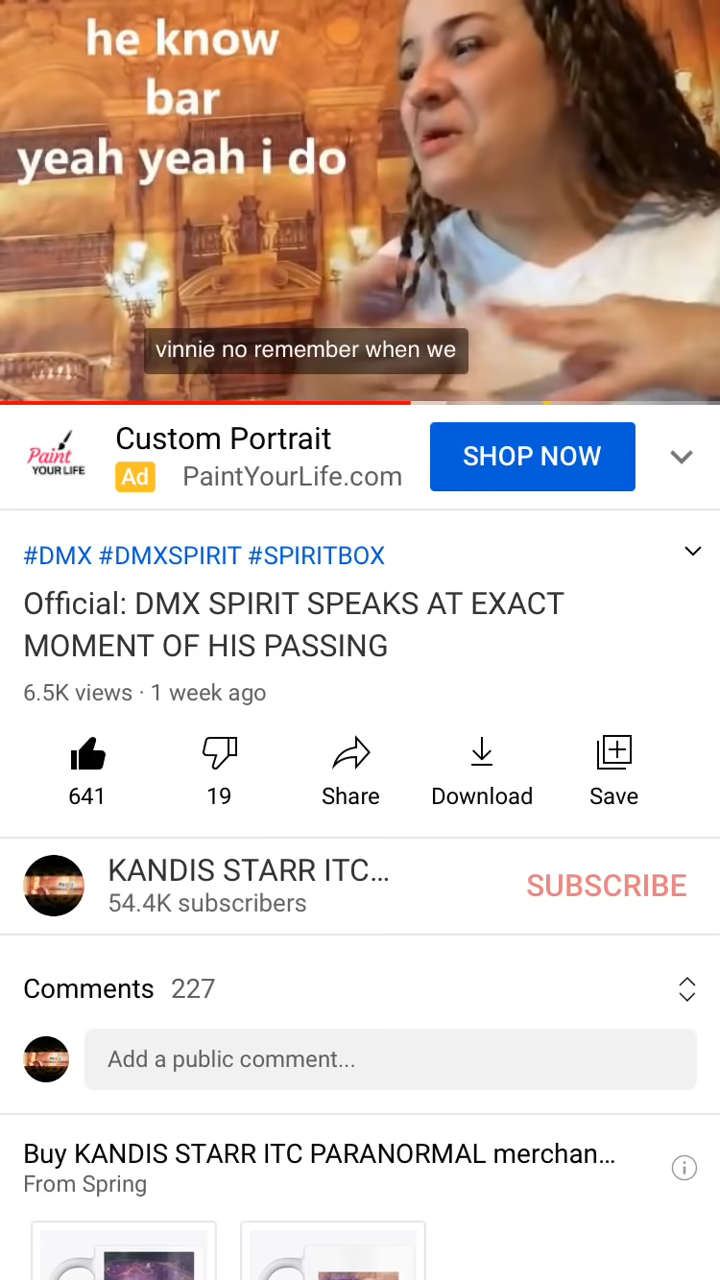 he know
bar
yeah yeah i do
vinnie no remember when we
Paint
YOUR LIFE
Custom Portrait
Ad PaintYourLife.com
SHOP NOW
#DMX #DMXSPIRIT #SPIRITBOX
Official: DMX SPIRIT SPEAKS AT EXACT
MOMENT OF HIS PASSING
6.5K views · 1 week ago
641
19
Share
Download
Save
KANDIS STARR ITC...
54.4K subscribers
SUBSCRIBE
Comments 227
Add a public comment...
Buy KANDIS STARR ITC PARANORMAL merchan...
From Spring